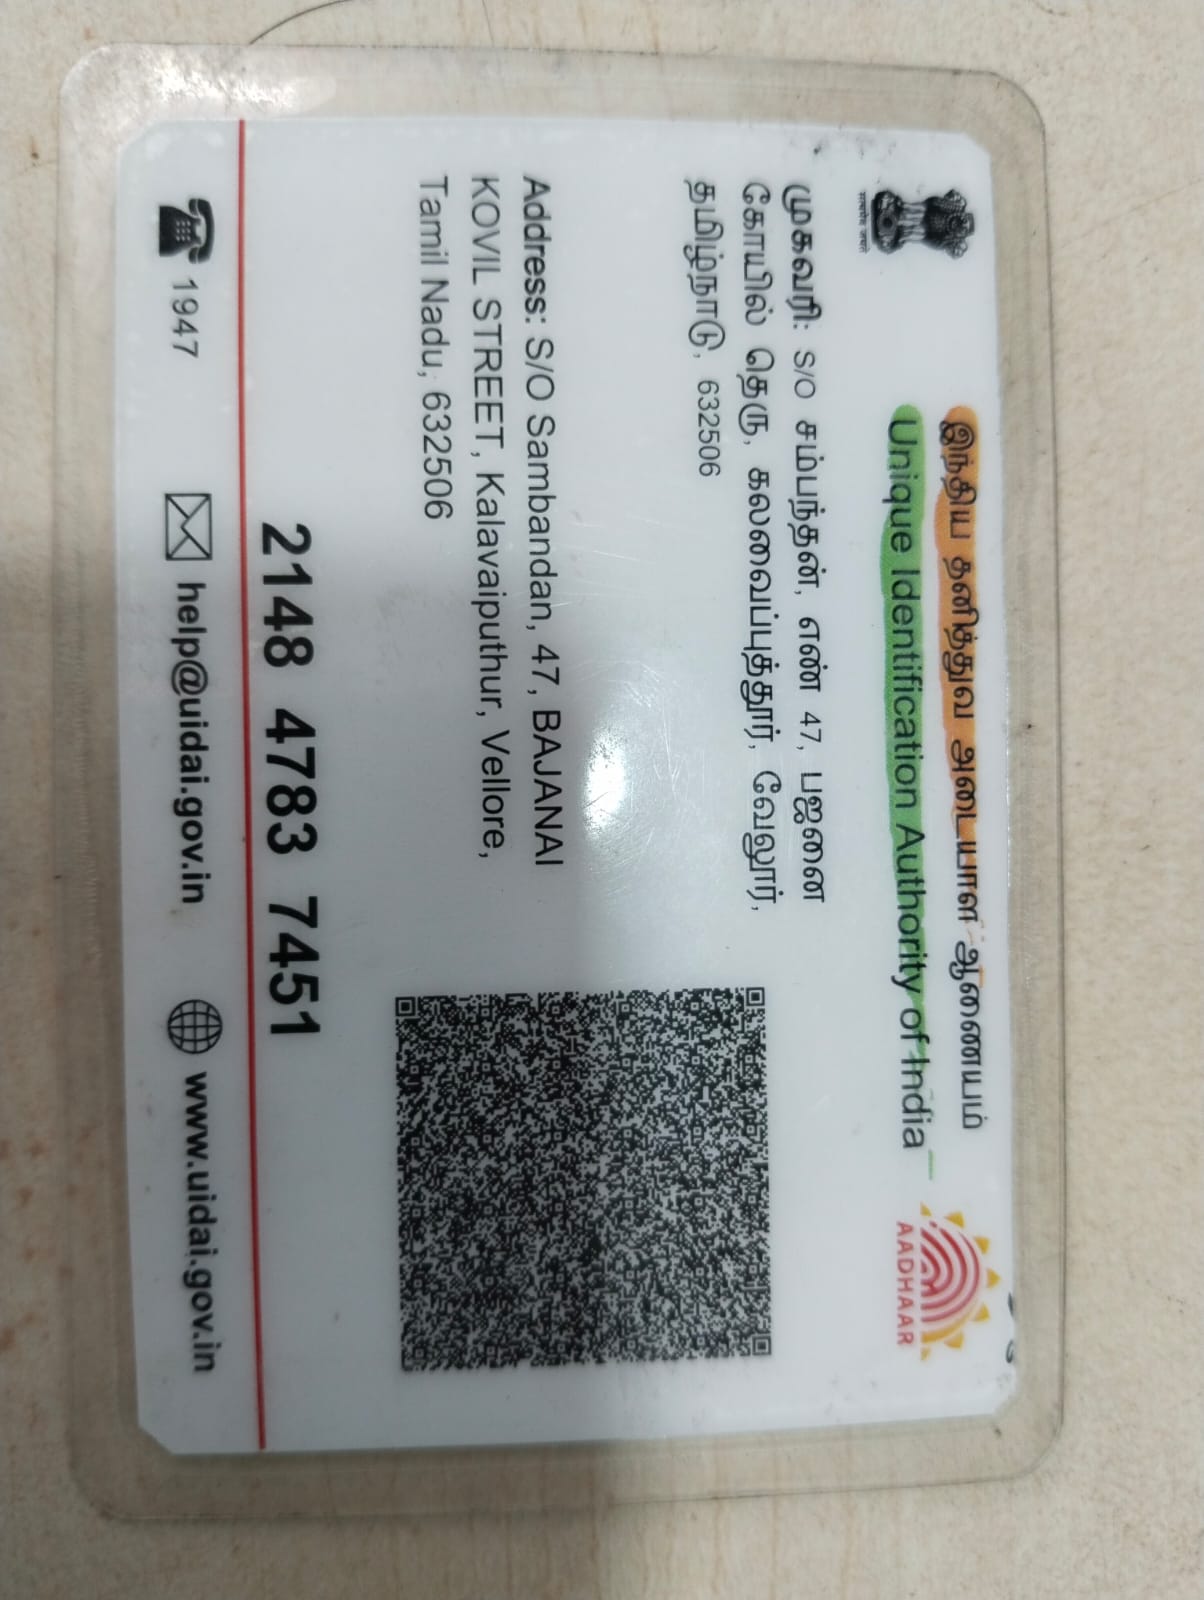 இந்திய தனித்துவ அடையாள ஆணையம்
Unique Identification Authority of India
AADHAAR
முகவரி: S/O சம்பந்தன், எண் 47, பஜனை
கோயில் தெரு, கலவைப்புத்தூர், வேலூர்,
தமிழ்நாடு, 632506
Address: S/O Sambandan, 47, BAJANAI
KOVIL STREET, Kalavaiputhur, Vellore,
Tamil Nadu, 632506
2148 4783 7451
1947
help@uidai.gov.in
www.uidai.gov.in